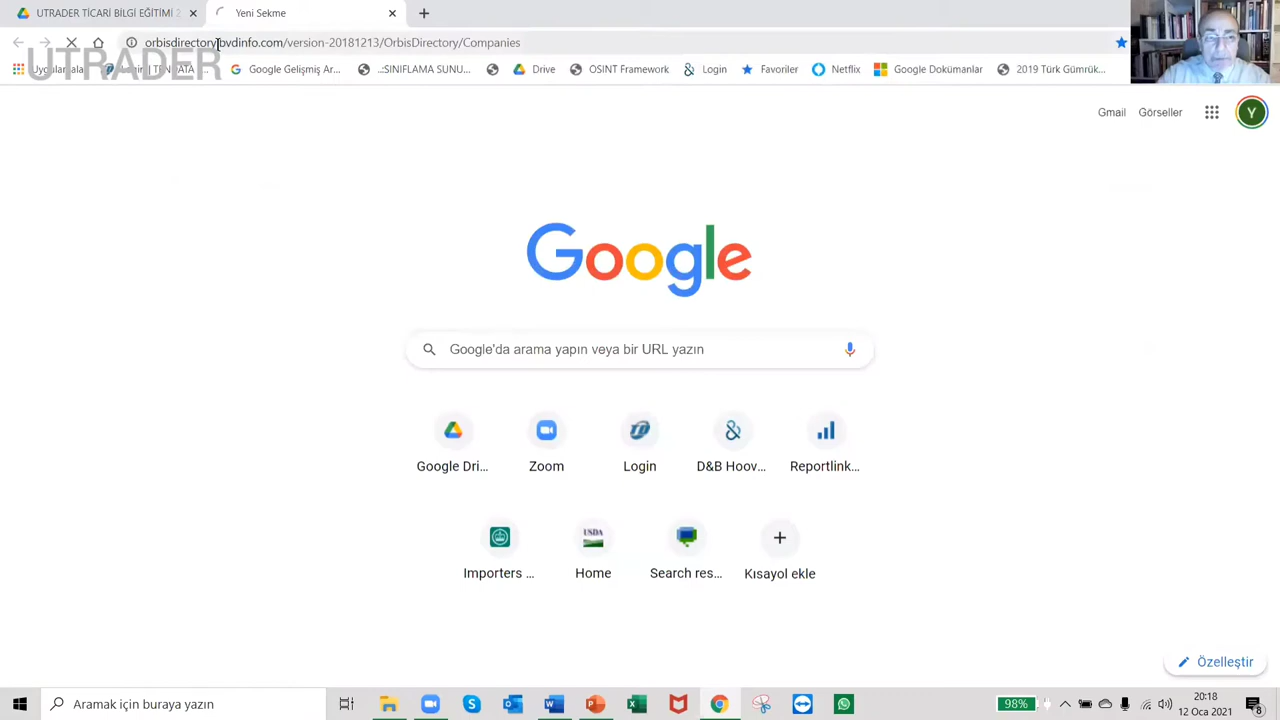 UTRADER TİCARİ BİLGİ EĞİTİMİ 2
Yeni Sekme
orbisdirectory.bvdinfo.com/version-20181213/OrbisDirectory/Companies
UTRADER
Google Gelişmiş Ar...
..:SINIFLAMA SUNU...
Drive
OSINT Framework
Login
Favoriler
Netflix
Google Dokümanlar
2019 Türk Gümrük...
Gmail
Görseller
Y
Google
Google'da arama yapın veya bir URL yazın
Google Dri...
Zoom
Login
D&B Hoov...
Reportlink...
USDA
Importers ...
Home
Search res...
Kısayol ekle
Özelleştir
Aramak için buraya yazın
98%
20:18
12 Oca 2021
8